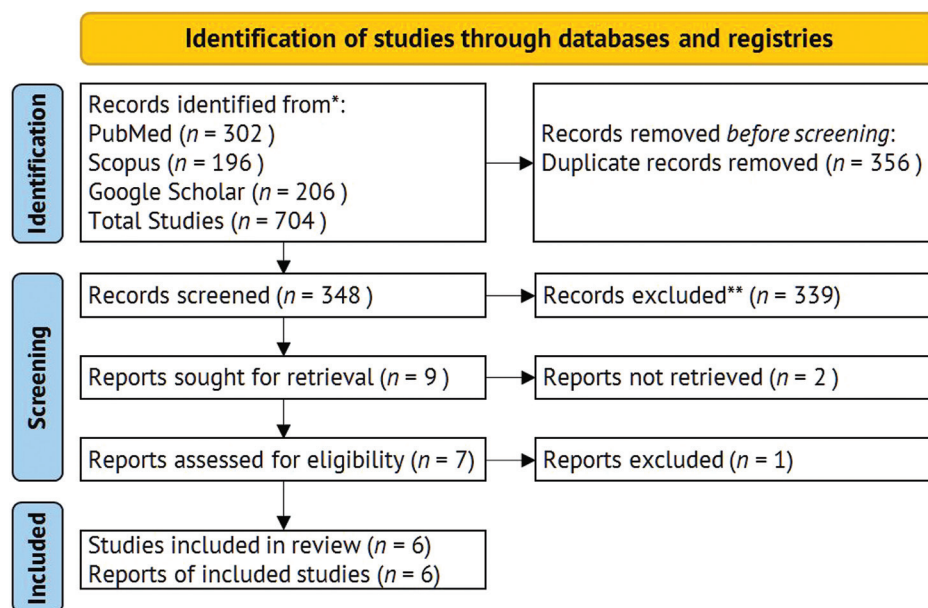 Identification of studies through databases and registries
Identification
Records identified from*:
PubMed (n = 302)
Scopus (n = 196)
Google Scholar (n = 206)
Total Studies (n = 704 )
Records removed before screening:
Duplicate records removed (n = 356 )
Screening
Records screened (n = 348 )
Records excluded** (n = 339)
Reports sought for retrieval (n = 9 )
Reports not retrieved (n = 2 )
Reports assessed for eligibility (n = 7)
Reports excluded (n = 1)
Included
Studies included in review (n = 6)
Reports of included studies (n = 6)